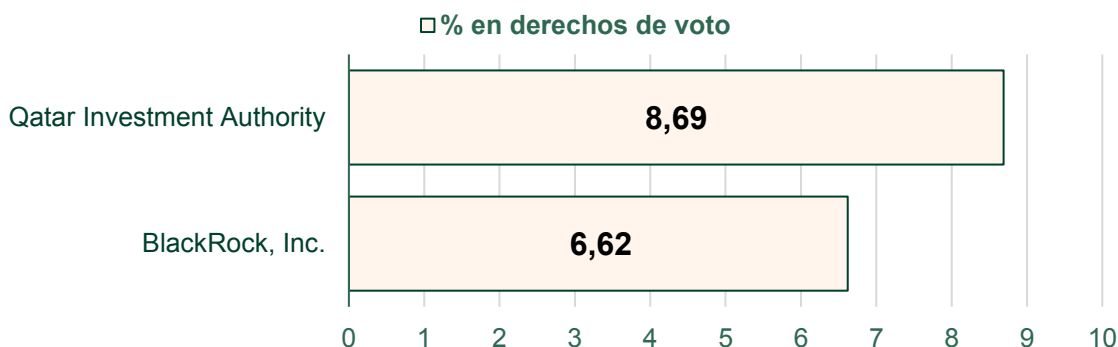 % en derechos de voto
Qatar Investment Authority
8,69
BlackRock, Inc.
6,62
0 1 2 3 4 5 6 7 8 9 10